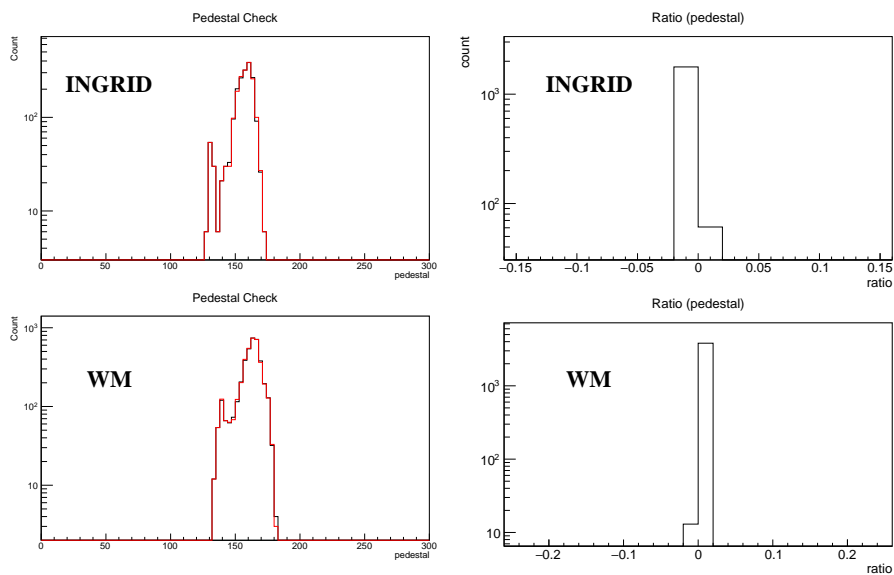 Pedestal Check
Count
INGRID
10²
10
0 50 100 150 200 250 300
pedestal
Ratio (pedestal)
count
INGRID
10³
10²
−0.15 −0.1 −0.05 0 0.05 0.1 0.15
ratio
Pedestal Check
Count
WM
10³
10²
10
0 50 100 150 200 250 300
pedestal
Ratio (pedestal)
count
WM
10³
10²
10
−0.2 −0.1 0 0.1 0.2
ratio